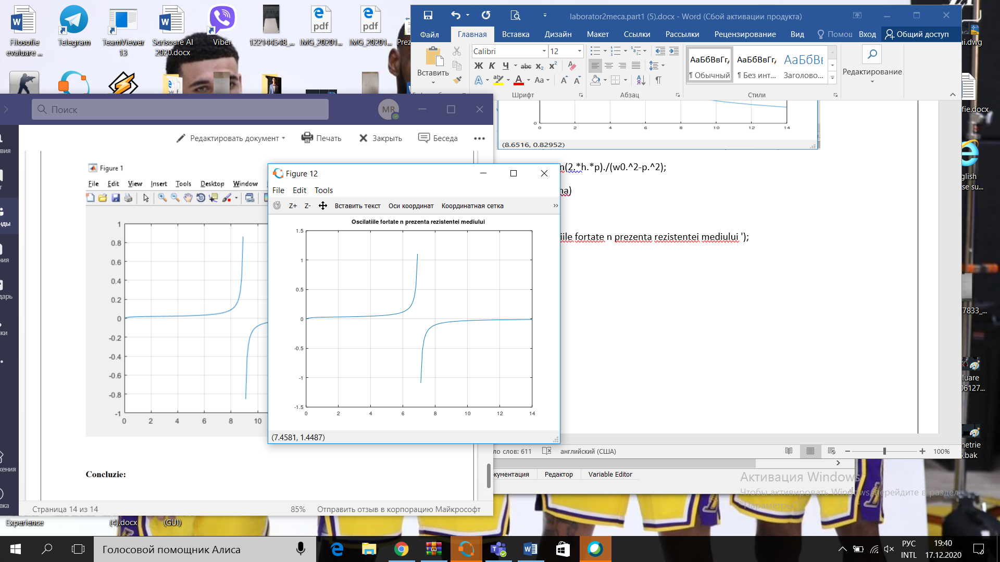 Filosofie
evaluare ...
Telegram
TeamViewer
13
Scrisoare AI
2020.docx
Viber
122144548_...
IMG_20201...
IMG_20201...
laborator2meca.part1 (5).docx - Word (Сбой активации продукта)
Файл Главная Вставка Дизайн Макет Ссылки Рассылки Рецензирование Вид Помощ Вход Общий доступ
Вставить
Calibri 12
Ж К Ч abc x₂ x²
Aa
Шрифт
Абзац
АаБбВвГг, АаБбВвГг, АаБбВв
¶ Обычный ¶ Без инт... Заголово...
Стили
Редактирование
ai.dwg
fie.docx
glish
se su...
7833_...
luare
06127...
netrie
.bak
Поиск
MR
Редактировать документ Печать Закрыть Беседа
Figure 1
File Edit View Insert Tools Desktop Window
1
0.8
0.6
0.4
0.2
0
-0.2
-0.4
-0.6
-0.8
-1
0 2 4 6 8 10
Concluzie:
Страница 14 из 14
85% Отправить отзыв в корпорацию Майкрософт
0
0 2 4 6 8 10 12 14
(8.6516, 0.82952)
n(2.*h.*p)./(w0.^2-p.^2);
na)
iile fortate n prezenta rezistentei mediului ');
Figure 12
File Edit Tools
Z+ Z- Вставить текст Оси координат Координатная сетка
Oscilatiile fortate n prezenta rezistentei mediului
1.5
1
0.5
0
-0.5
-1
-1.5
0 2 4 6 8 10 12 14
(7.4581, 1.4487)
ло слов: 611 английский (США)
100%
кументация Редактор Variable Editor
Активация Windows
Чтобы активировать Windows, перейдите в раздел
"Параметры".
Experience
(4).docx
(GUI)
Голосовой помощник Алиса
РУС
INTL
19:40
17.12.2020